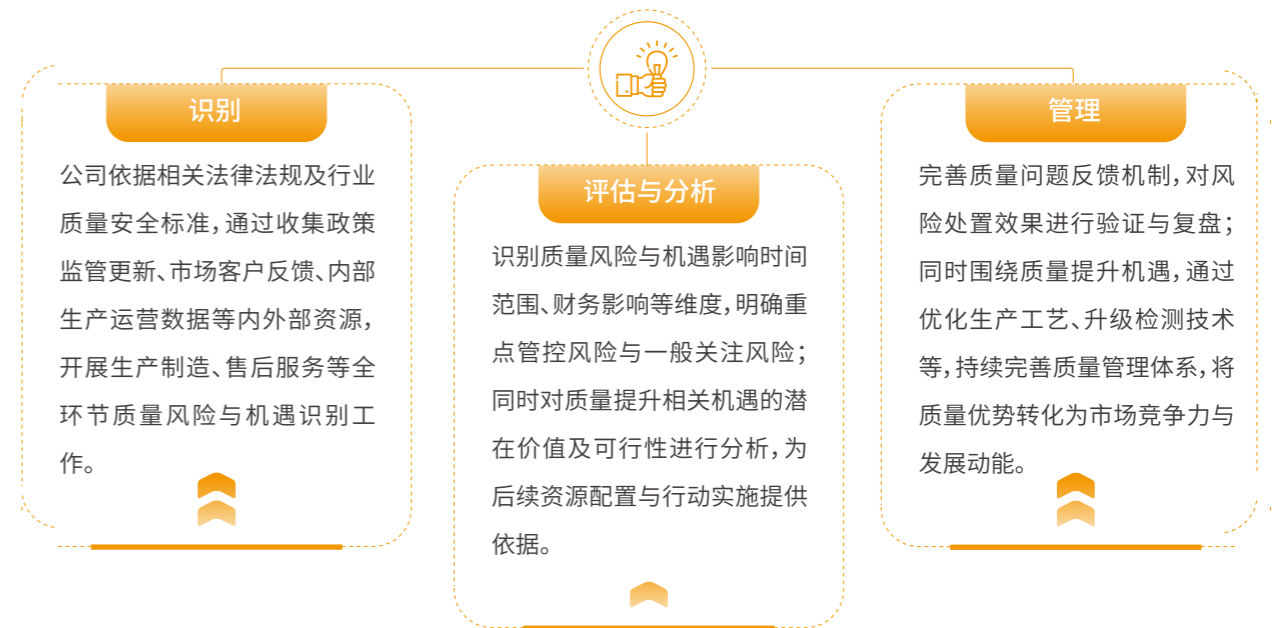 识别
公司依据相关法律法规及行业
质量安全标准，通过收集政策
监管更新、市场客户反馈、内部
生产运营数据等内外部资源，
开展生产制造、售后服务等全
环节质量风险与机遇识别工
作。
评估与分析
识别质量风险与机遇影响时间
范围、财务影响等维度，明确重
点管控风险与一般关注风险；
同时对质量提升相关机遇的潜
在价值及可行性进行分析，为
后续资源配置与行动实施提供
依据。
管理
完善质量问题反馈机制，对风
险处置效果进行验证与复盘；
同时围绕质量提升机遇，通过
优化生产工艺、升级检测技术
等，持续完善质量管理体系，将
质量优势转化为市场竞争力与
发展动能。